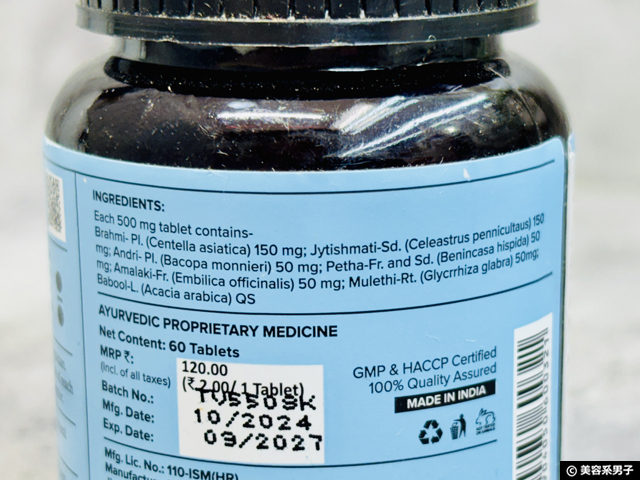 INGREDIENTS:
Each 500 mg tablet contains-
Brahmi- Pl. (Centella asiatica) 150 mg; Jytishmati-Sd. (Celeastrus pennicultaus) 150
mg; Andri- Pl. (Bacopa monnieri) 50 mg; Petha-Fr. and Sd. (Benincasa hispida) 50
mg; Amalaki-Fr. (Embilica officinalis) 50 mg; Mulethi-Rt. (Glycrrhiza glabra) 50mg;
Babool-L. (Acacia arabica) QS
AYURVEDIC PROPRIETARY MEDICINE
Net Content: 60 Tablets
MRP ₹: 120.00
(incl. of all taxes) (₹ 2.00/ 1 Tablet)
Batch No.:
Mfg. Date: 10/2024
Exp. Date: 09/2027
GMP & HACCP Certified
100% Quality Assured
MADE IN INDIA
Mfg. Lic. No.: 110-ISM(HR)
© 美容系男子